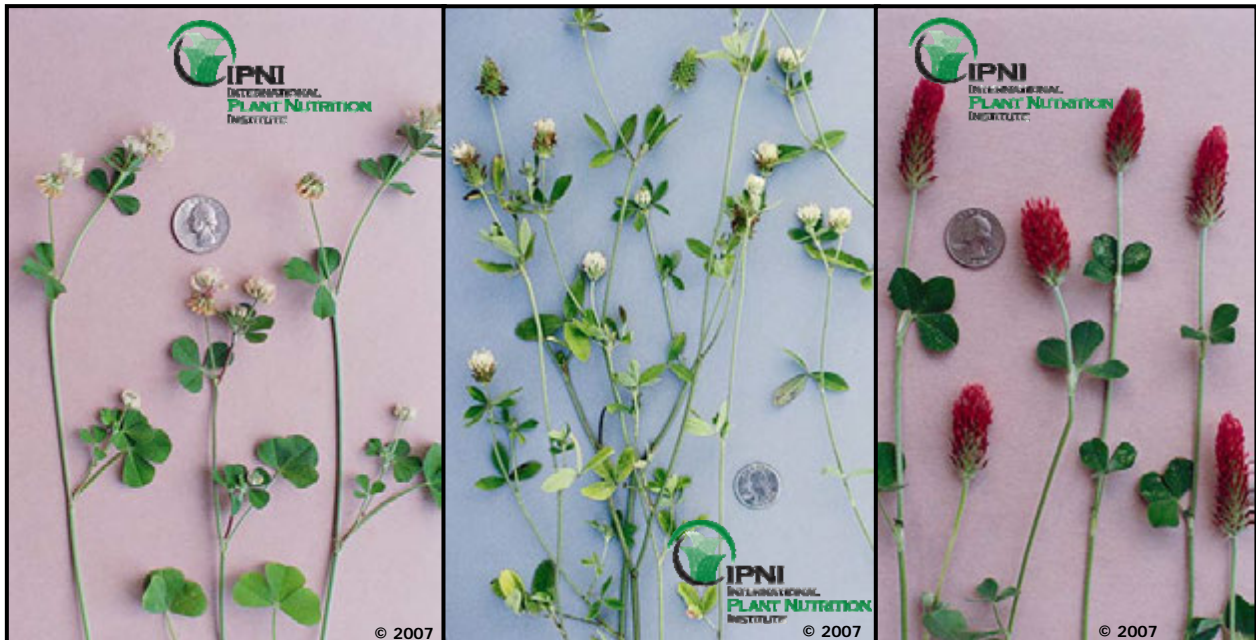 IPNI
INTERNATIONAL
PLANT NUTRITION
INSTITUTE
© 2007
IPNI
INTERNATIONAL
PLANT NUTRITION
INSTITUTE
© 2007
IPNI
INTERNATIONAL
PLANT NUTRITION
INSTITUTE
© 2007